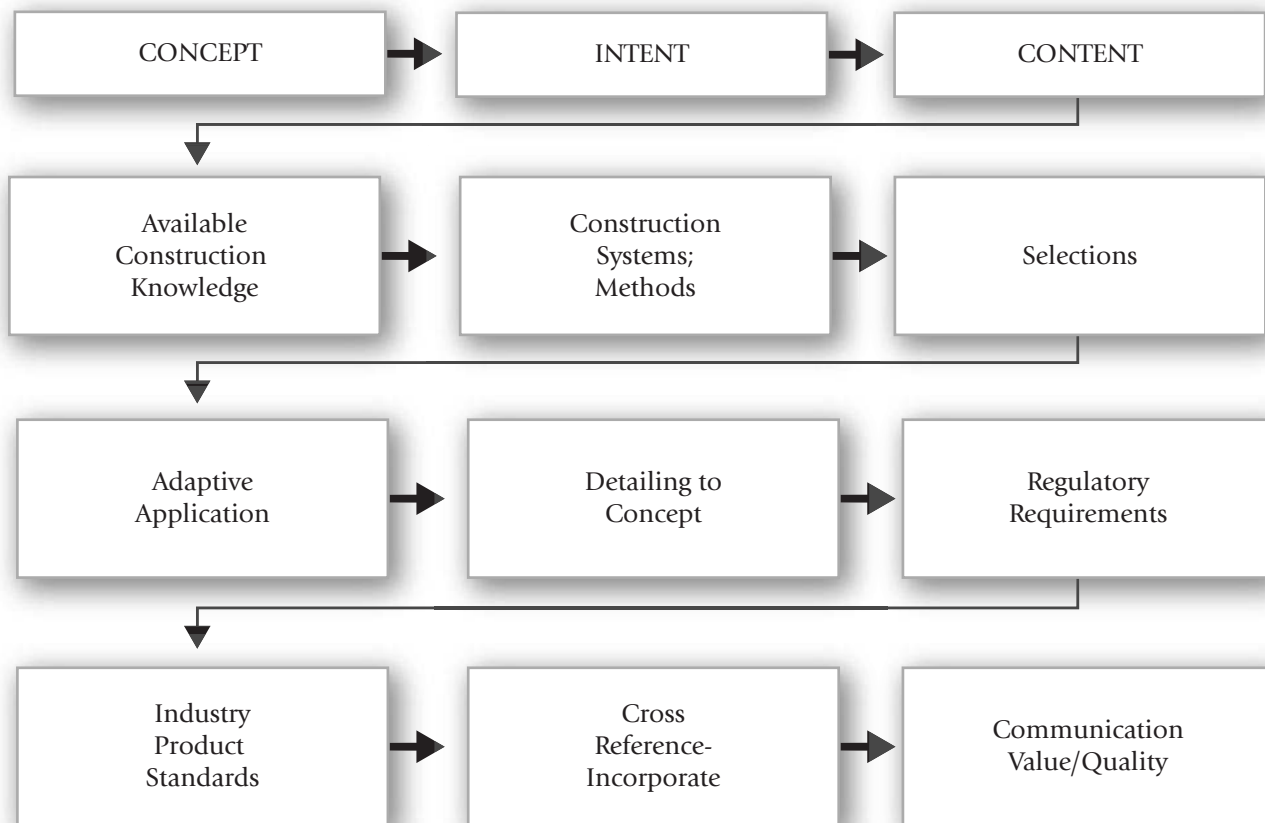 CONCEPT
INTENT
CONTENT
Available
Construction
Knowledge
Construction
Systems;
Methods
Selections
Adaptive
Application
Detailing to
Concept
Regulatory
Requirements
Industry
Product
Standards
Cross
Reference-
Incorporate
Communication
Value/Quality